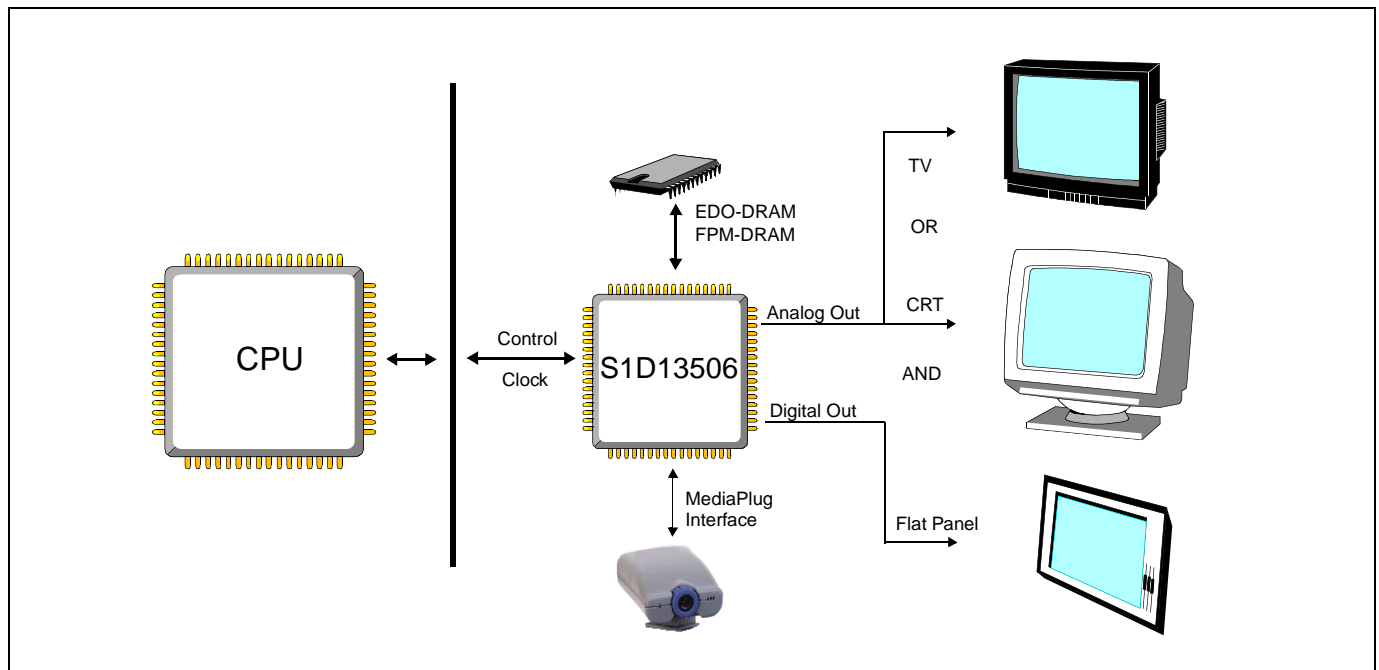 TV
EDO-DRAM
FPM-DRAM
OR
Analog Out
CRT
CPU
Control
Clock
S1D13506
AND
Digital Out
MediaPlug
Interface
Flat Panel